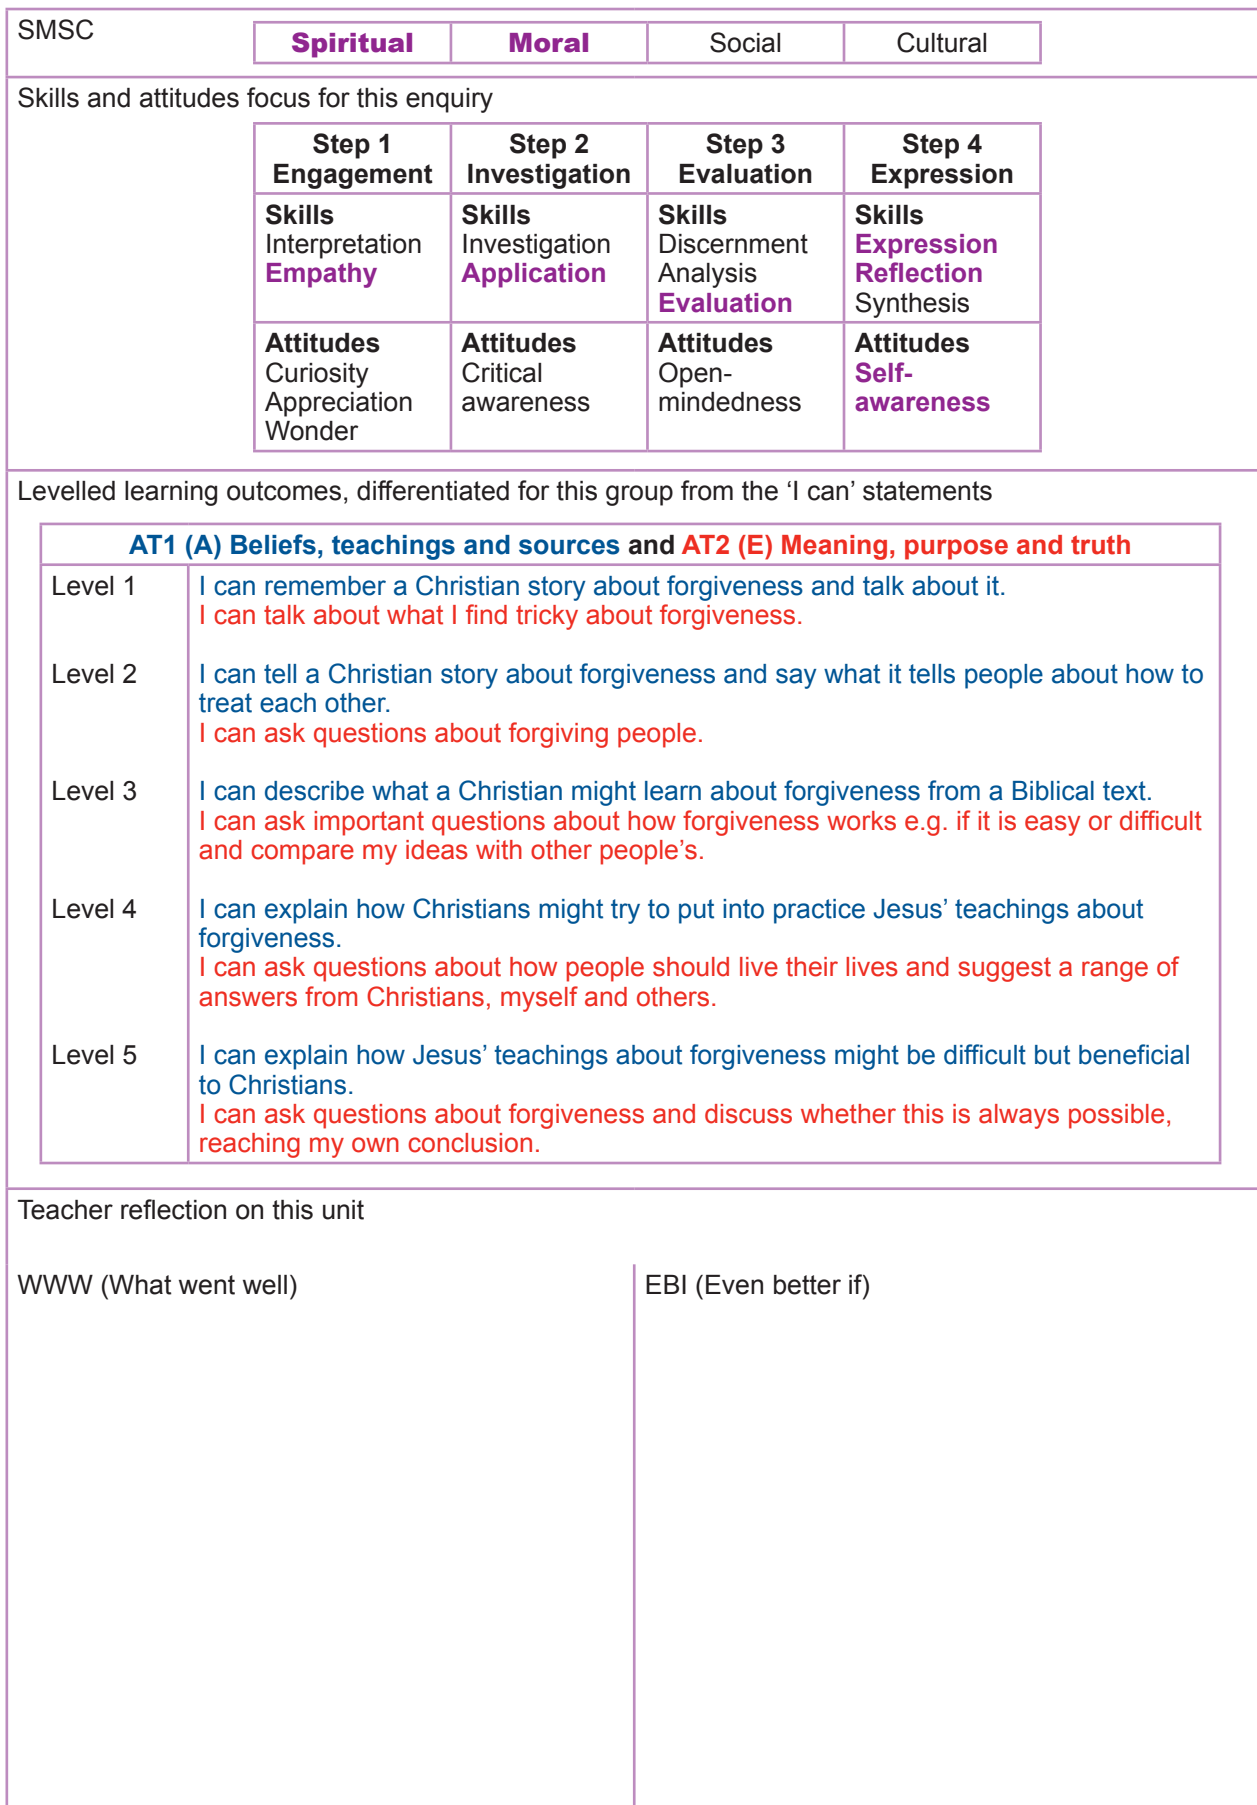 SMSC
Spiritual Moral Social Cultural
Skills and attitudes focus for this enquiry
Step 1
Engagement
Step 2
Investigation
Step 3
Evaluation
Step 4
Expression
Skills
Interpretation
Empathy
Skills
Investigation
Application
Skills
Discernment
Analysis
Evaluation
Skills
Expression
Reflection
Synthesis
Attitudes
Curiosity
Appreciation
Wonder
Attitudes
Critical
awareness
Attitudes
Open-
mindedness
Attitudes
Self-
awareness
Levelled learning outcomes, differentiated for this group from the ‘I can’ statements
AT1 (A) Beliefs, teachings and sources and AT2 (E) Meaning, purpose and truth
Level 1
I can remember a Christian story about forgiveness and talk about it.
I can talk about what I find tricky about forgiveness.
Level 2
I can tell a Christian story about forgiveness and say what it tells people about how to
treat each other.
I can ask questions about forgiving people.
Level 3
I can describe what a Christian might learn about forgiveness from a Biblical text.
I can ask important questions about how forgiveness works e.g. if it is easy or difficult
and compare my ideas with other people’s.
Level 4
I can explain how Christians might try to put into practice Jesus’ teachings about
forgiveness.
I can ask questions about how people should live their lives and suggest a range of
answers from Christians, myself and others.
Level 5
I can explain how Jesus’ teachings about forgiveness might be difficult but beneficial
to Christians.
I can ask questions about forgiveness and discuss whether this is always possible,
reaching my own conclusion.
Teacher reflection on this unit
WWW (What went well)
EBI (Even better if)